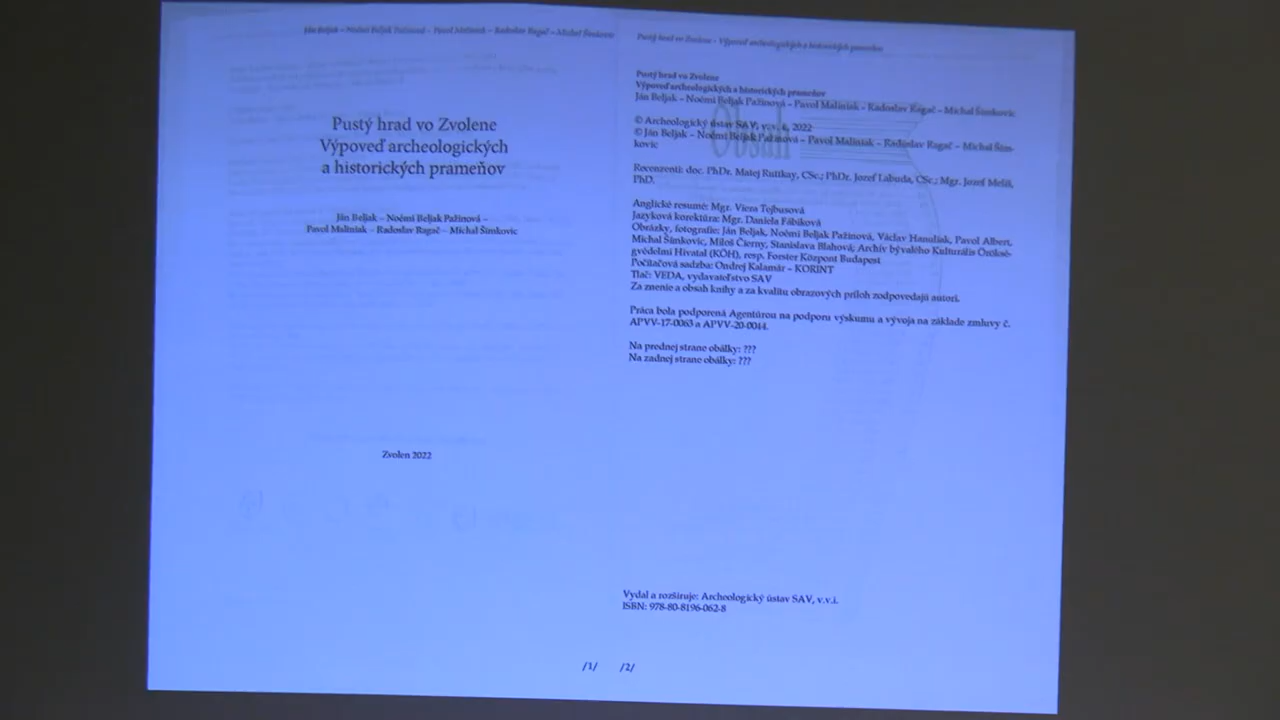 Ján Beljak – Noémi Beljak Pažinová – Pavol Maliniak – Radoslav Ragač – Michal Šimkovic
Pustý hrad vo Zvolene
Výpoveď archeologických
a historických prameňov
Ján Beljak – Noémi Beljak Pažinová –
Pavol Maliniak – Radoslav Ragač – Michal Šimkovic
Zvolen 2022
/1/
Pustý hrad vo Zvolene – Výpoveď archeologických a historických prameňov
Pustý hrad vo Zvolene
Výpoveď archeologických a historických prameňov
Ján Beljak – Noémi Beljak Pažinová – Pavol Maliniak – Radoslav Ragač – Michal Šimkovic
© Archeologický ústav SAV, v.v.i., 2022
© Ján Beljak – Noémi Beljak Pažinová – Pavol Maliniak – Radoslav Ragač – Michal Šim-
kovic
Obsah
Recenzenti: doc. PhDr. Matej Ruttkay, CSc.; PhDr. Jozef Labuda, CSc.; Mgr. Jozef Meliš,
PhD.
Anglické resumé: Mgr. Viera Tejbusová
Jazyková korektúra: Mgr. Daniela Fábiková
Obrázky, fotografie: Ján Beljak, Noémi Beljak Pažinová, Václav Hanuliak, Pavol Albert,
Michal Šimkovic, Miloš Čierny, Stanislava Blahová, Archív bývalého Kulturális Öröksé-
gvédelmi Hivatal (KÖH), resp. Forster Központ Budapest
Počítačová sadzba: Ondrej Kalamár – KORINT
Tlač: VEDA, vydavateľstvo SAV
Za znenie a obsah knihy a za kvalitu obrazových príloh zodpovedajú autori.
Práca bola podporená Agentúrou na podporu výskumu a vývoja na základe zmluvy č.
APVV-17-0063 a APVV-20-0044.
Na prednej strane obálky: ???
Na zadnej strane obálky: ???
Vydal a rozširuje: Archeologický ústav SAV, v.v.i.
ISBN: 978-80-8196-062-8
/2/